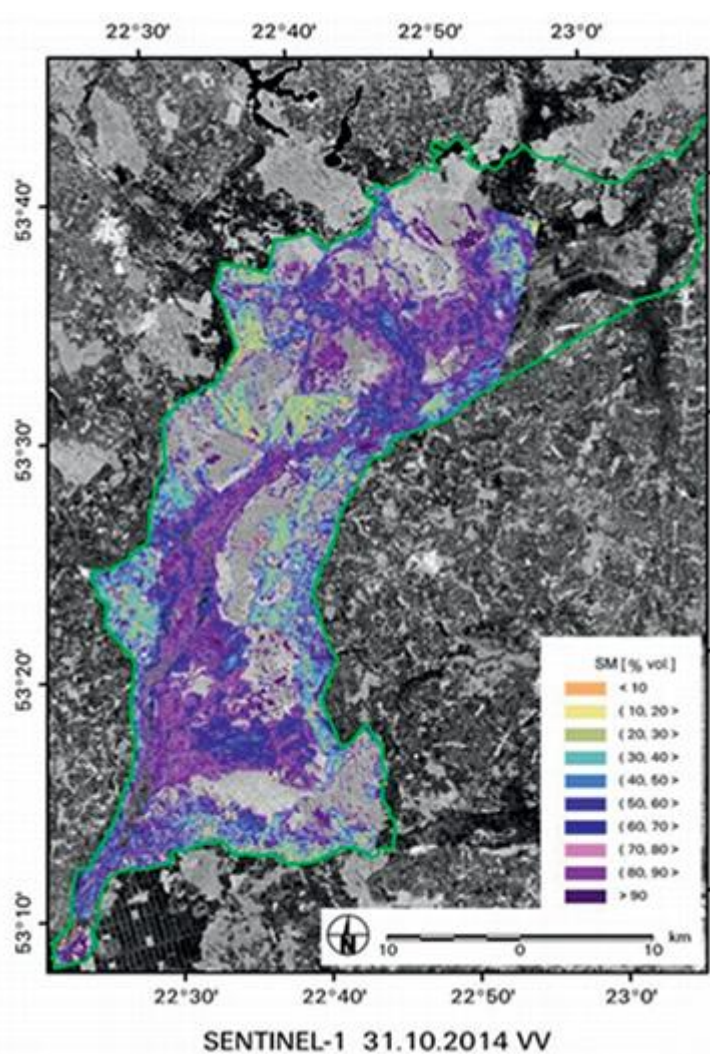 22°30' 22°40' 22°50' 23°0'
53°40'
53°30'
53°20'
53°10'
SM [ % vol.]
< 10
( 10, 20 >
( 20, 30 >
( 30, 40 >
( 40, 50 >
( 50, 60 >
( 60, 70 >
( 70, 80 >
( 80, 90 >
> 90
N
10 0 10 km
22°30' 22°40' 22°50' 23°0'
SENTINEL-1 31.10.2014 VV